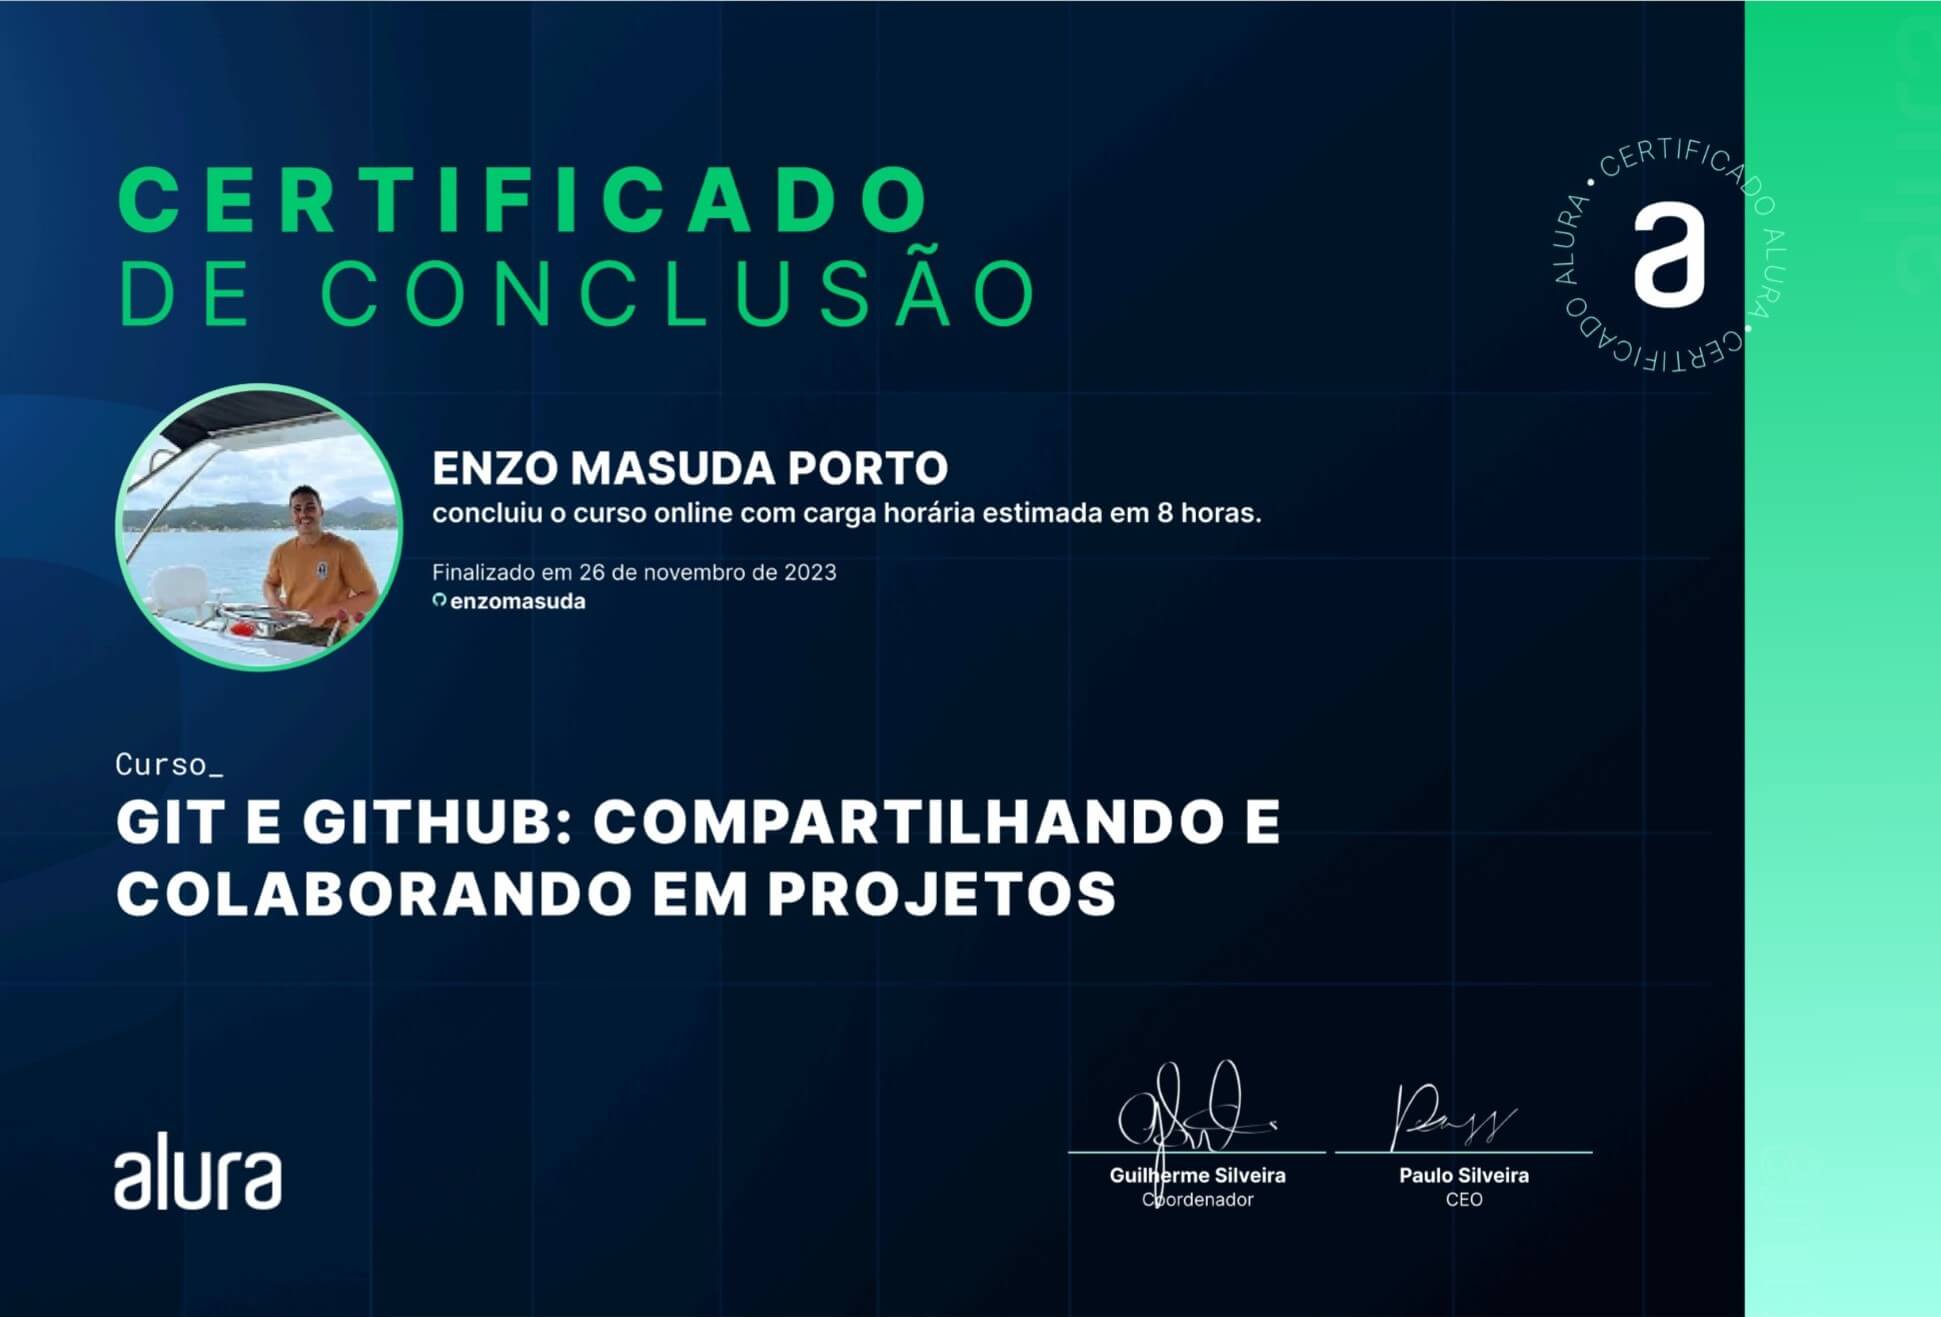 CERTIFICADO
DE CONCLUSÃO
CERTIFICADO ALURA • CERTIFICADO ALURA •
a
ENZO MASUDA PORTO
concluiu o curso online com carga horária estimada em 8 horas.
Finalizado em 26 de novembro de 2023
enzomasuda
Curso_
GIT E GITHUB: COMPARTILHANDO E
COLABORANDO EM PROJETOS
alura
Guilherme Silveira
Coordenador
Paulo Silveira
CEO